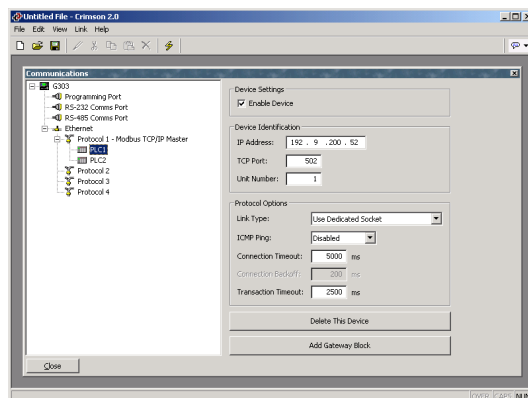 Untitled File - Crimson 2.0
File Edit View Link Help
Communications
G303
Programming Port
RS-232 Comms Port
RS-485 Comms Port
Ethernet
Protocol 1 - Modbus TCP/IP Master
PLC1
PLC2
Protocol 2
Protocol 3
Protocol 4
Device Settings
Enable Device
Device Identification
IP Address: 192 . 9 .200 . 52
TCP Port: 502
Unit Number: 1
Protocol Options
Link Type: Use Dedicated Socket
ICMP Ping: Disabled
Connection Timeout: 5000 ms
Connection Backoff: 200 ms
Transaction Timeout: 2500 ms
Delete This Device
Add Gateway Block
Close
OVER CAPS NUM